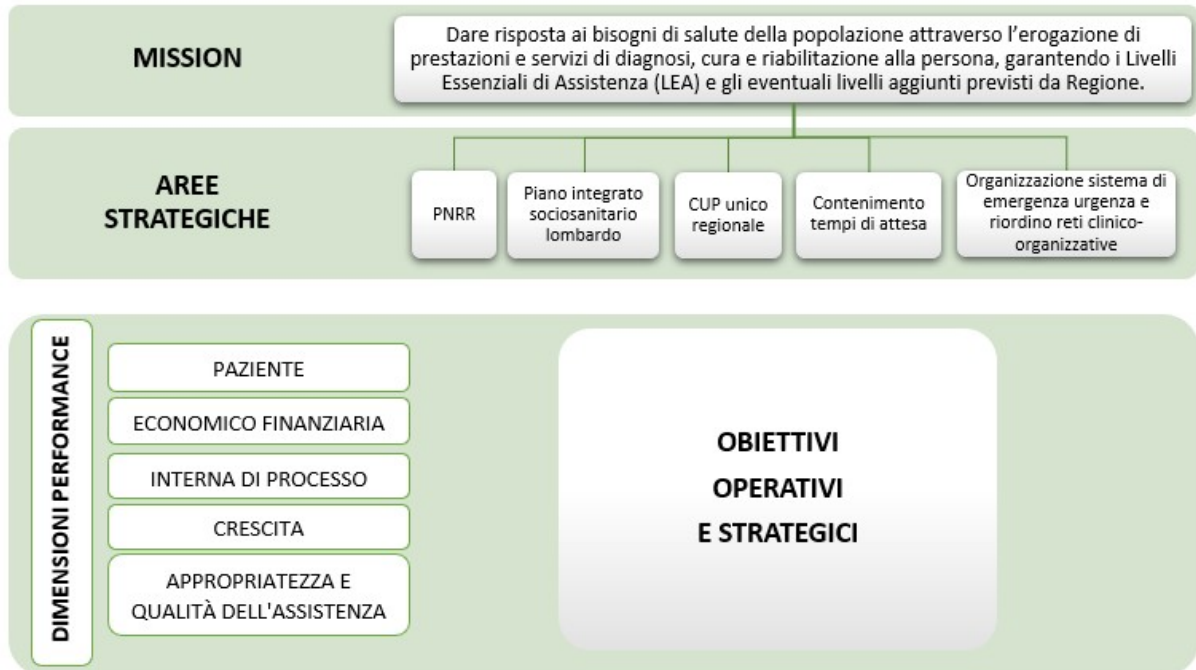 MISSION
Dare risposta ai bisogni di salute della popolazione attraverso l'erogazione di
prestazioni e servizi di diagnosi, cura e riabilitazione alla persona, garantendo i Livelli
Essenziali di Assistenza (LEA) e gli eventuali livelli aggiunti previsti da Regione.
AREE
STRATEGICHE
PNRR
Piano integrato
sociosanitario
lombardo
CUP unico
regionale
Contenimento
tempi di attesa
Organizzazione sistema di
emergenza urgenza e
riordino reti clinico-
organizzative
DIMENSIONI PERFORMANCE
PAZIENTE
ECONOMICO FINANZIARIA
INTERNA DI PROCESSO
CRESCITA
APPROPRIATEZZA E
QUALITÀ DELL'ASSISTENZA
OBIETTIVI
OPERATIVI
E STRATEGICI